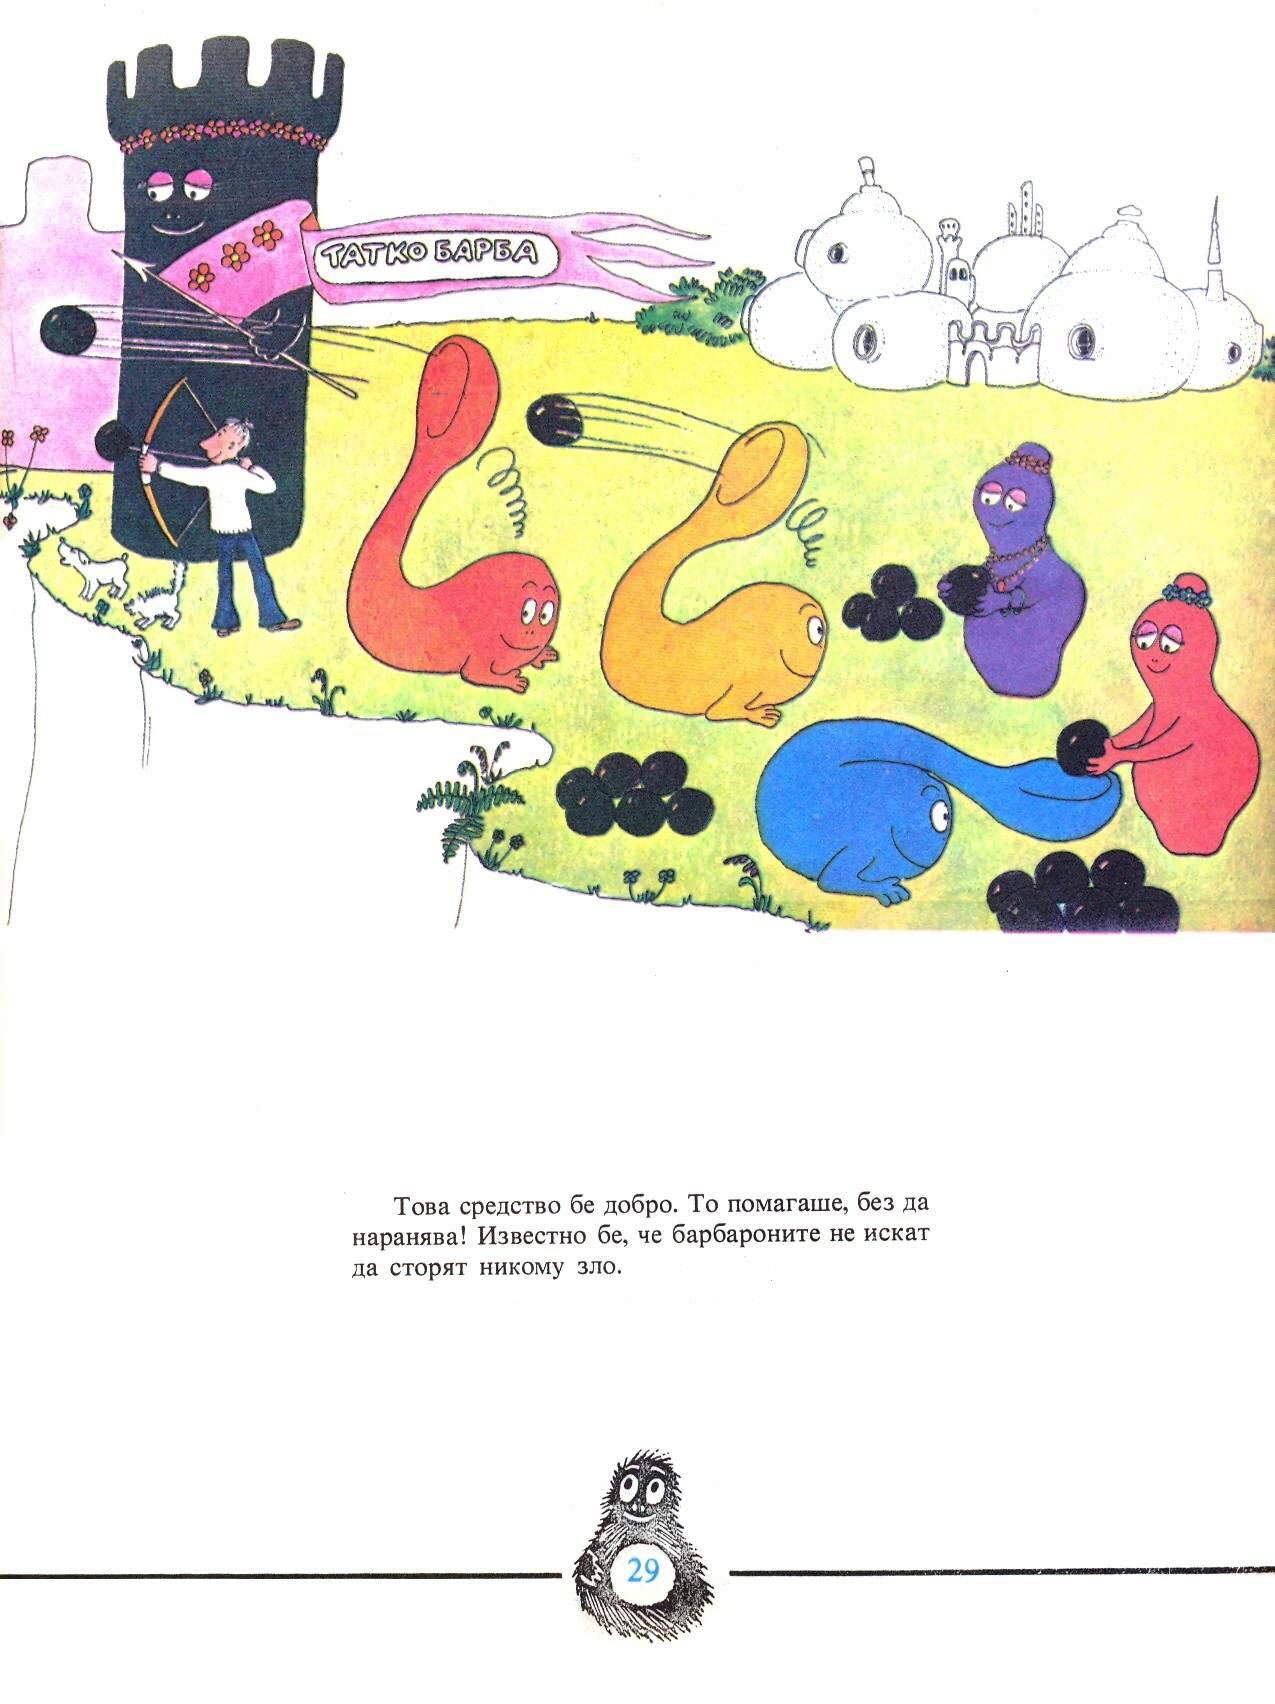 ТАТКО БАРБА
Това средство бе добро. То помагаше, без да
наранява! Известно бе, че барбароните не искат
да сторят никому зло.
29